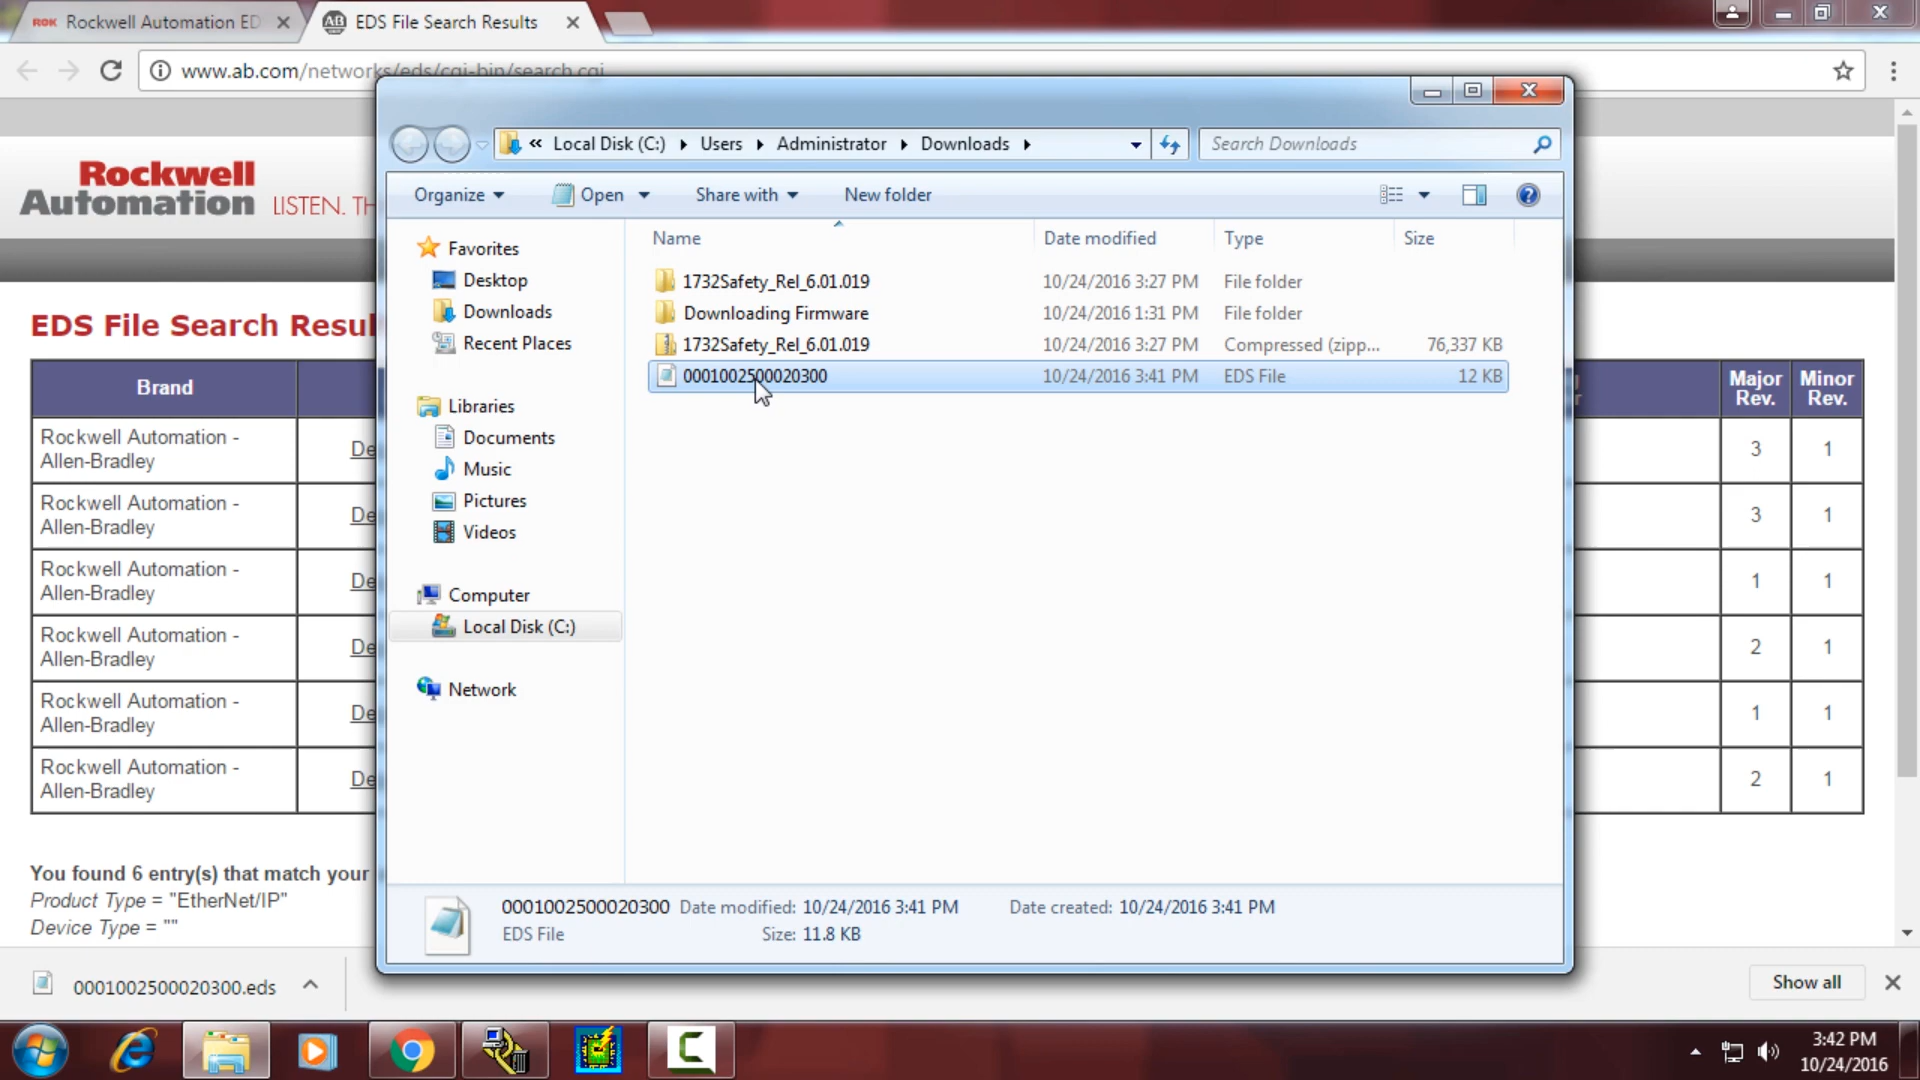 ROK Rockwell Automation ED
AB EDS File Search Results
www.ab.com/networks/eds/cgi-bin/search.cgi
« Local Disk (C:) Users Administrator Downloads
Search Downloads
Organize Open Share with New folder
Rockwell
Automation LISTEN. TH
Favorites
Desktop
Downloads
Recent Places
Libraries
Documents
Music
Pictures
Videos
Computer
Local Disk (C:)
Network
Name Date modified Type Size
1732Safety_Rel_6.01.019 10/24/2016 3:27 PM File folder
Downloading Firmware 10/24/2016 1:31 PM File folder
1732Safety_Rel_6.01.019 10/24/2016 3:27 PM Compressed (zipp... 76,337 KB
0001002500020300 10/24/2016 3:41 PM EDS File 12 KB
EDS File Search Resul
Brand Major Rev. Minor Rev.
Rockwell Automation -
Allen-Bradley De 3 1
Rockwell Automation -
Allen-Bradley De 3 1
Rockwell Automation -
Allen-Bradley De 1 1
Rockwell Automation -
Allen-Bradley De 2 1
Rockwell Automation -
Allen-Bradley De 1 1
Rockwell Automation -
Allen-Bradley De 2 1
You found 6 entry(s) that match your
Product Type = "EtherNet/IP"
Device Type = ""
0001002500020300 Date modified: 10/24/2016 3:41 PM Date created: 10/24/2016 3:41 PM
EDS File Size: 11.8 KB
0001002500020300.eds
Show all
3:42 PM
10/24/2016